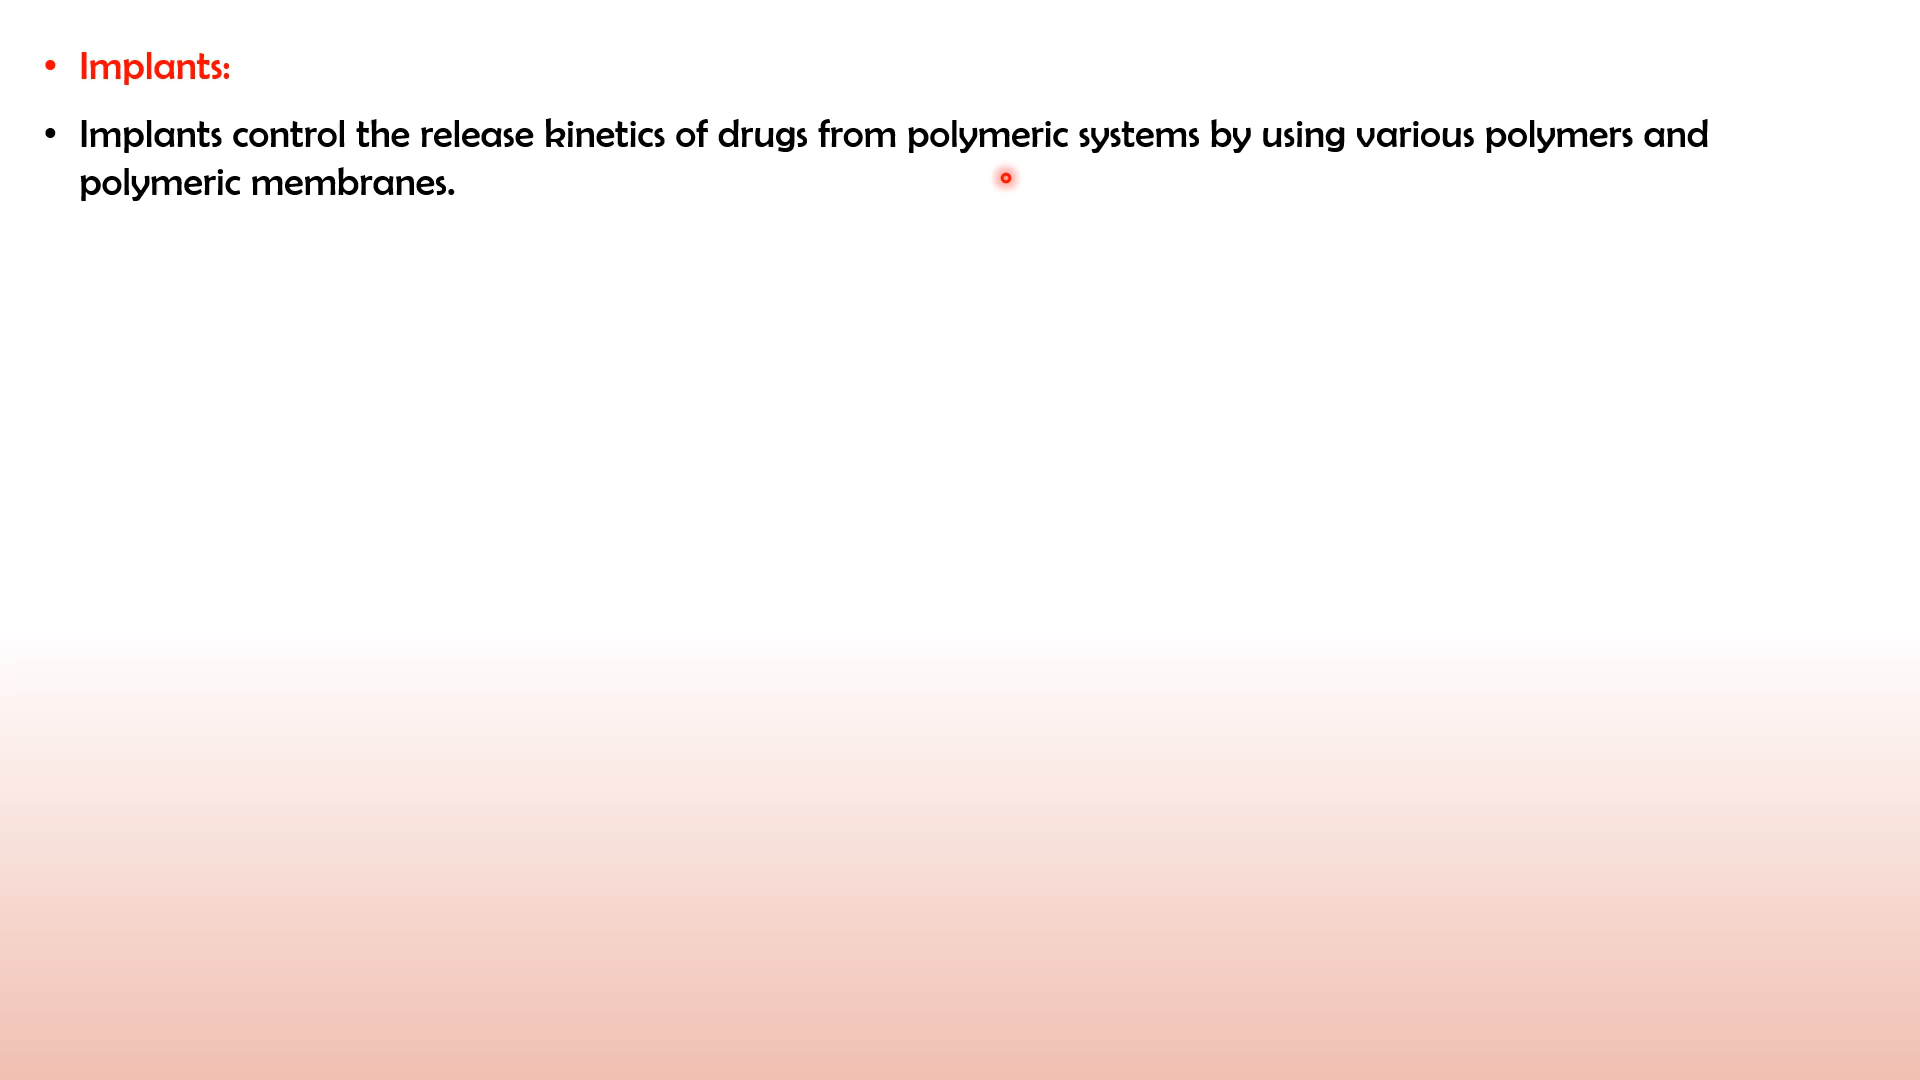 • Implants:
• Implants control the release kinetics of drugs from polymeric systems by using various polymers and
polymeric membranes.